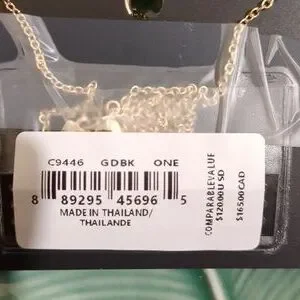 C9446 GDBK ONE
8 89295 45696 5
MADE IN THAILAND/
THAILANDE
COMPARABLE VALUE
$120.00 USD
$165.00 CAD